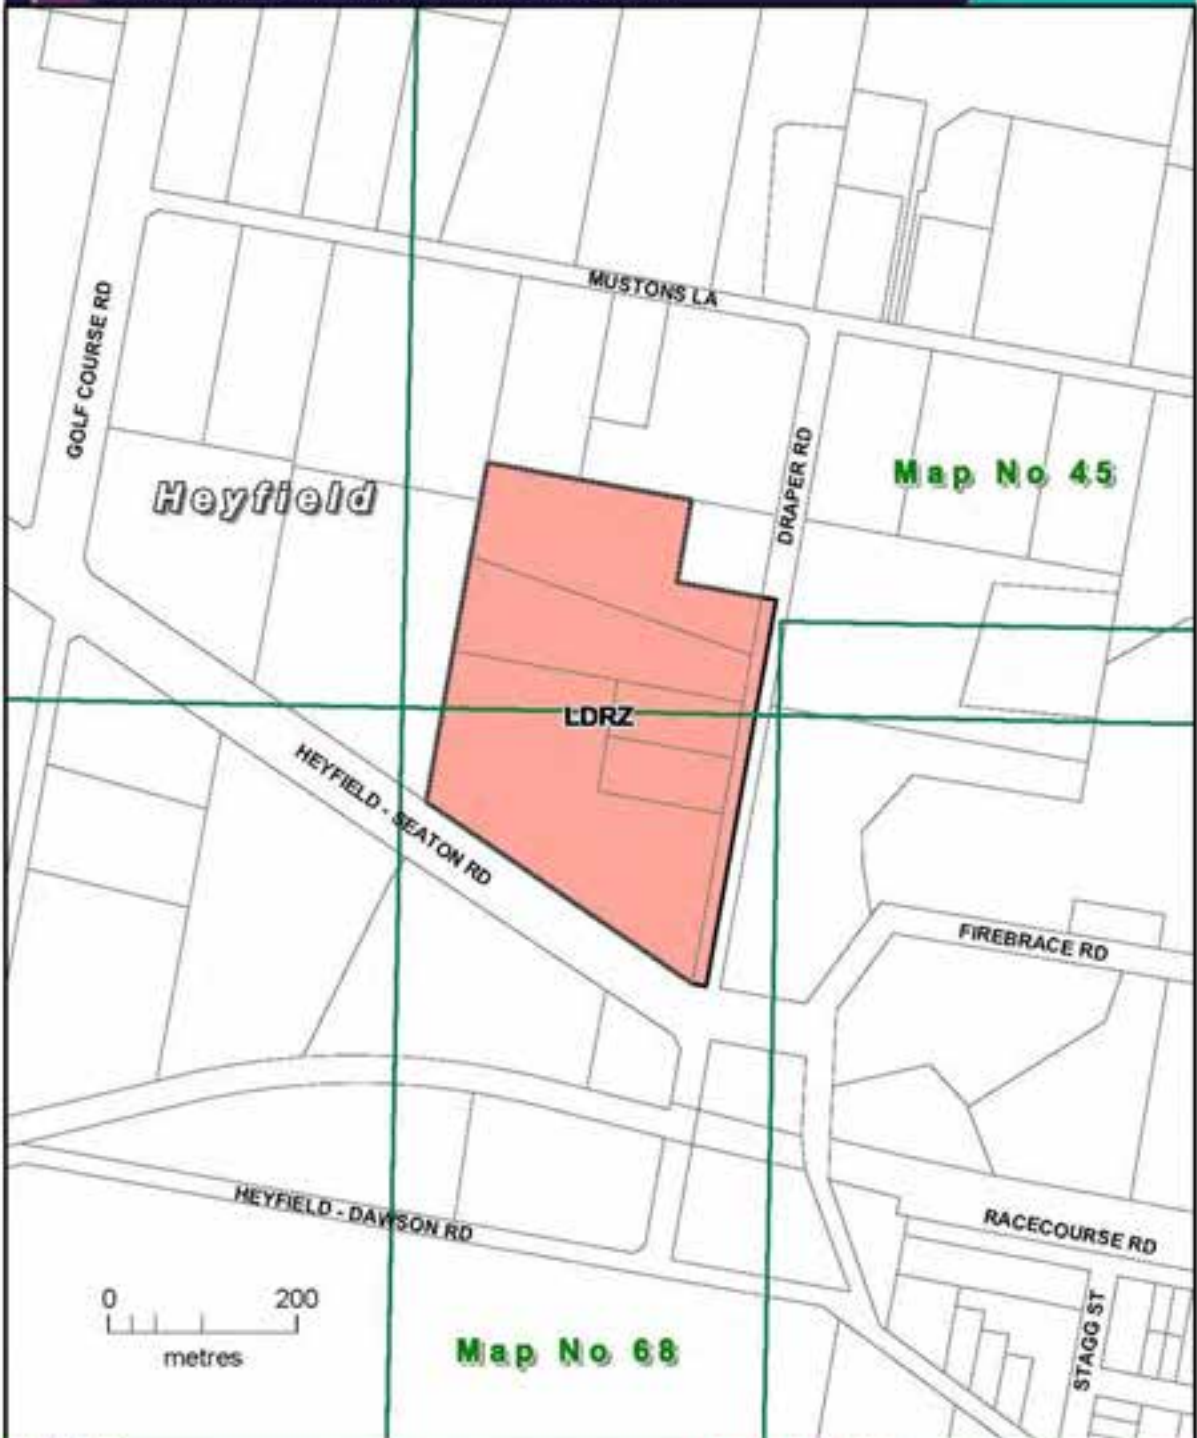 MUSTONS LA
GOLF COURSE RD
DRAPER RD
Map No 45
Heyfield
LDRZ
HEYFIELD - SEATON RD
FIREBRACE RD
HEYFIELD - DAWSON RD
RACECOURSE RD
0 200
metres
STAGG ST
Map No 68